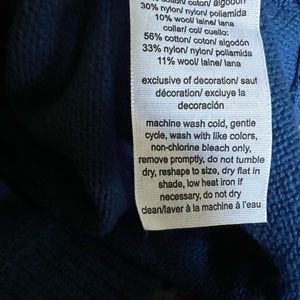 cotton/ coton/ algodón
30% nylon/ nylon/ poliamida
10% wool/ laine/ lana
collar/ col/ cuello:
56% cotton/ coton/ algodón
33% nylon/ nylon/ poliamida
11% wool/ laine/ lana
exclusive of decoration/ sauf
décoration/ excluye la
decoración
machine wash cold, gentle
cycle, wash with like colors,
non-chlorine bleach only,
remove promptly, do not tumble
dry, reshape to size, dry flat in
shade, low heat iron if
necessary, do not dry
clean/laver à la machine à l'eau